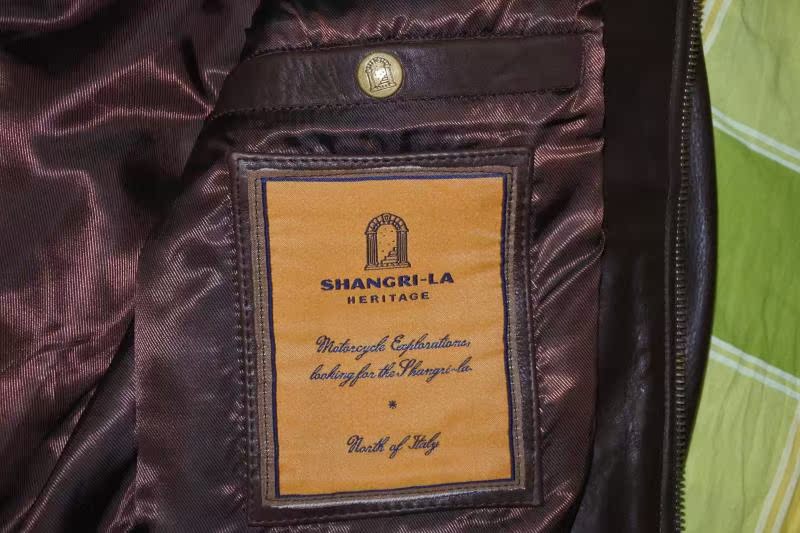 SHANGRI-LA
HERITAGE
Motorcycle Explorations,
looking for the Shangri-la.
*
North of Italy